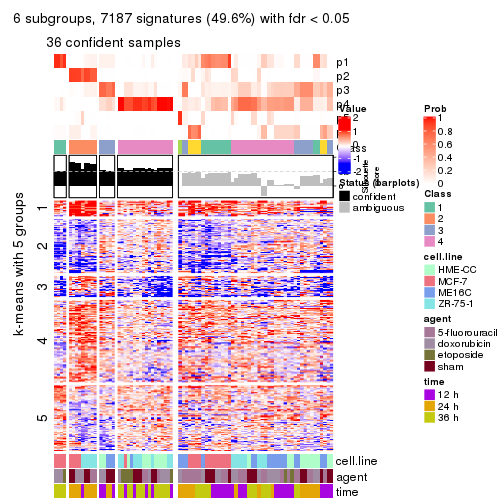 6 subgroups, 7187 signatures (49.6%) with fdr < 0.05
36 confident samples
p1
p2
p3
p4
Value
2
1
0
-1
-2
Class
Silhouette
score
Status (barplots)
confident
ambiguous
k-means with 5 groups
1
2
3
4
5
cell.line
agent
time
Prob
1
0.8
0.6
0.4
0.2
0
Class
1
2
3
4
cell.line
HME-CC
MCF-7
ME16C
ZR-75-1
agent
5-fluorouracil
doxorubicin
etoposide
sham
time
12 h
24 h
36 h